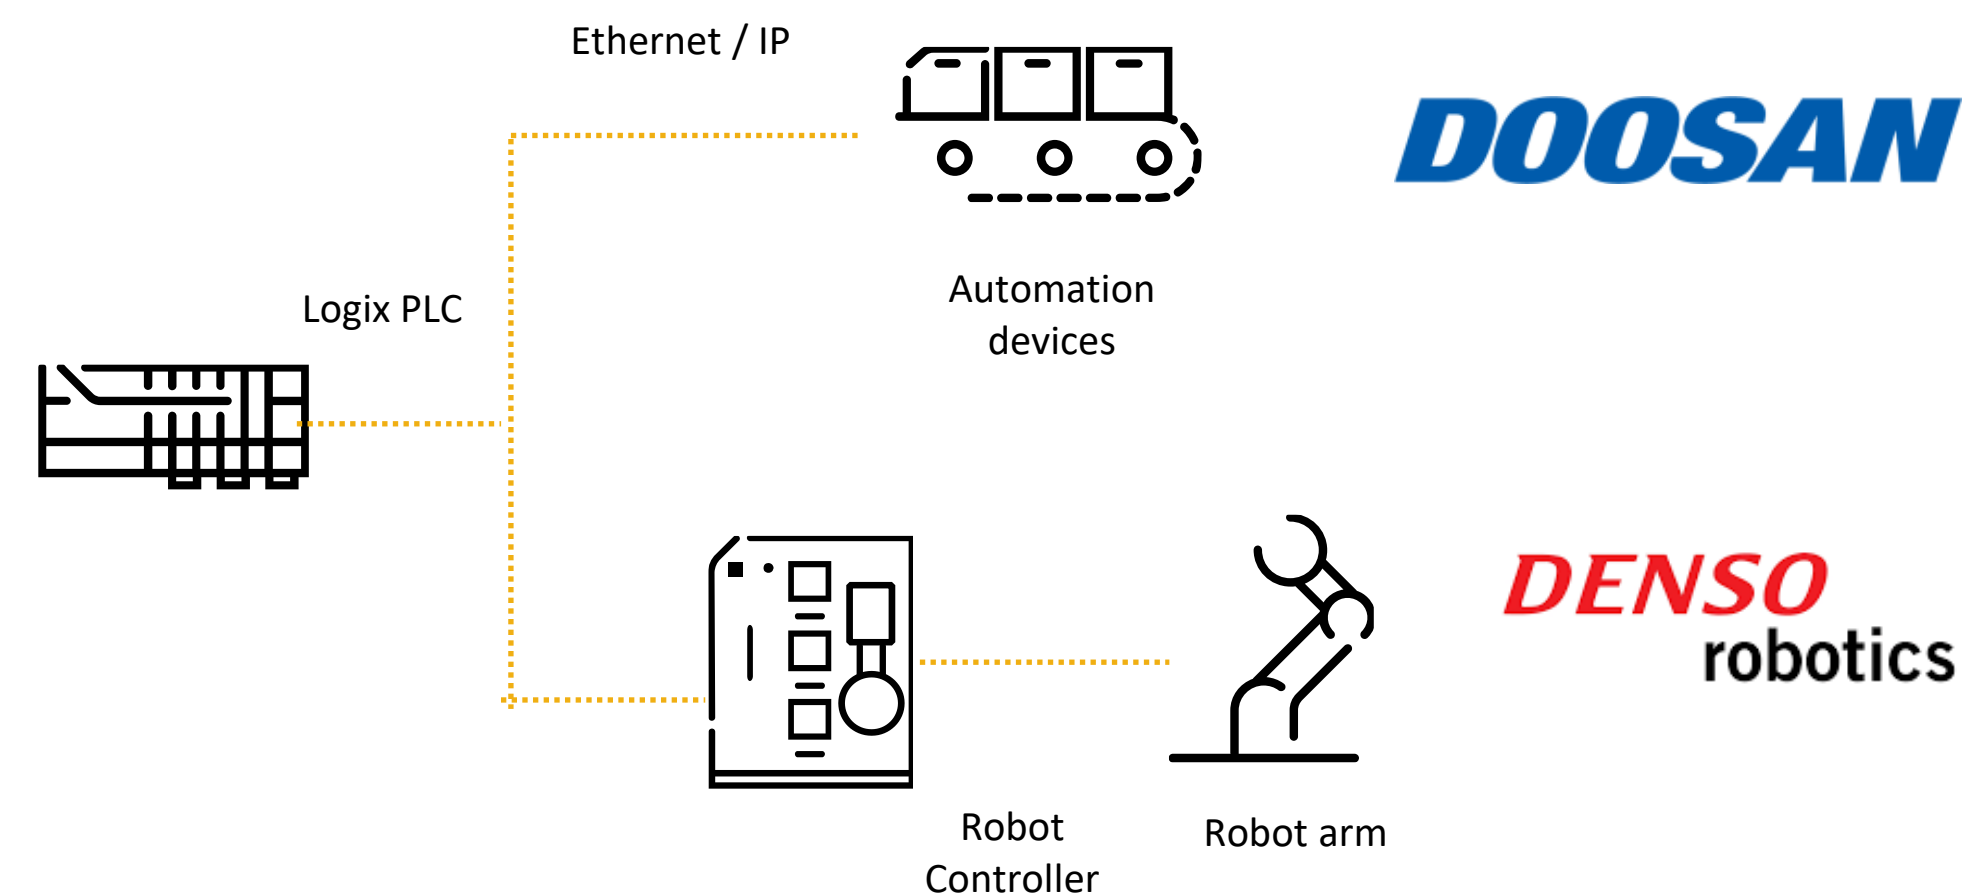 Ethernet / IP
DOOSAN
Automation
devices
Logix PLC
DENSO
robotics
Robot
Controller
Robot arm